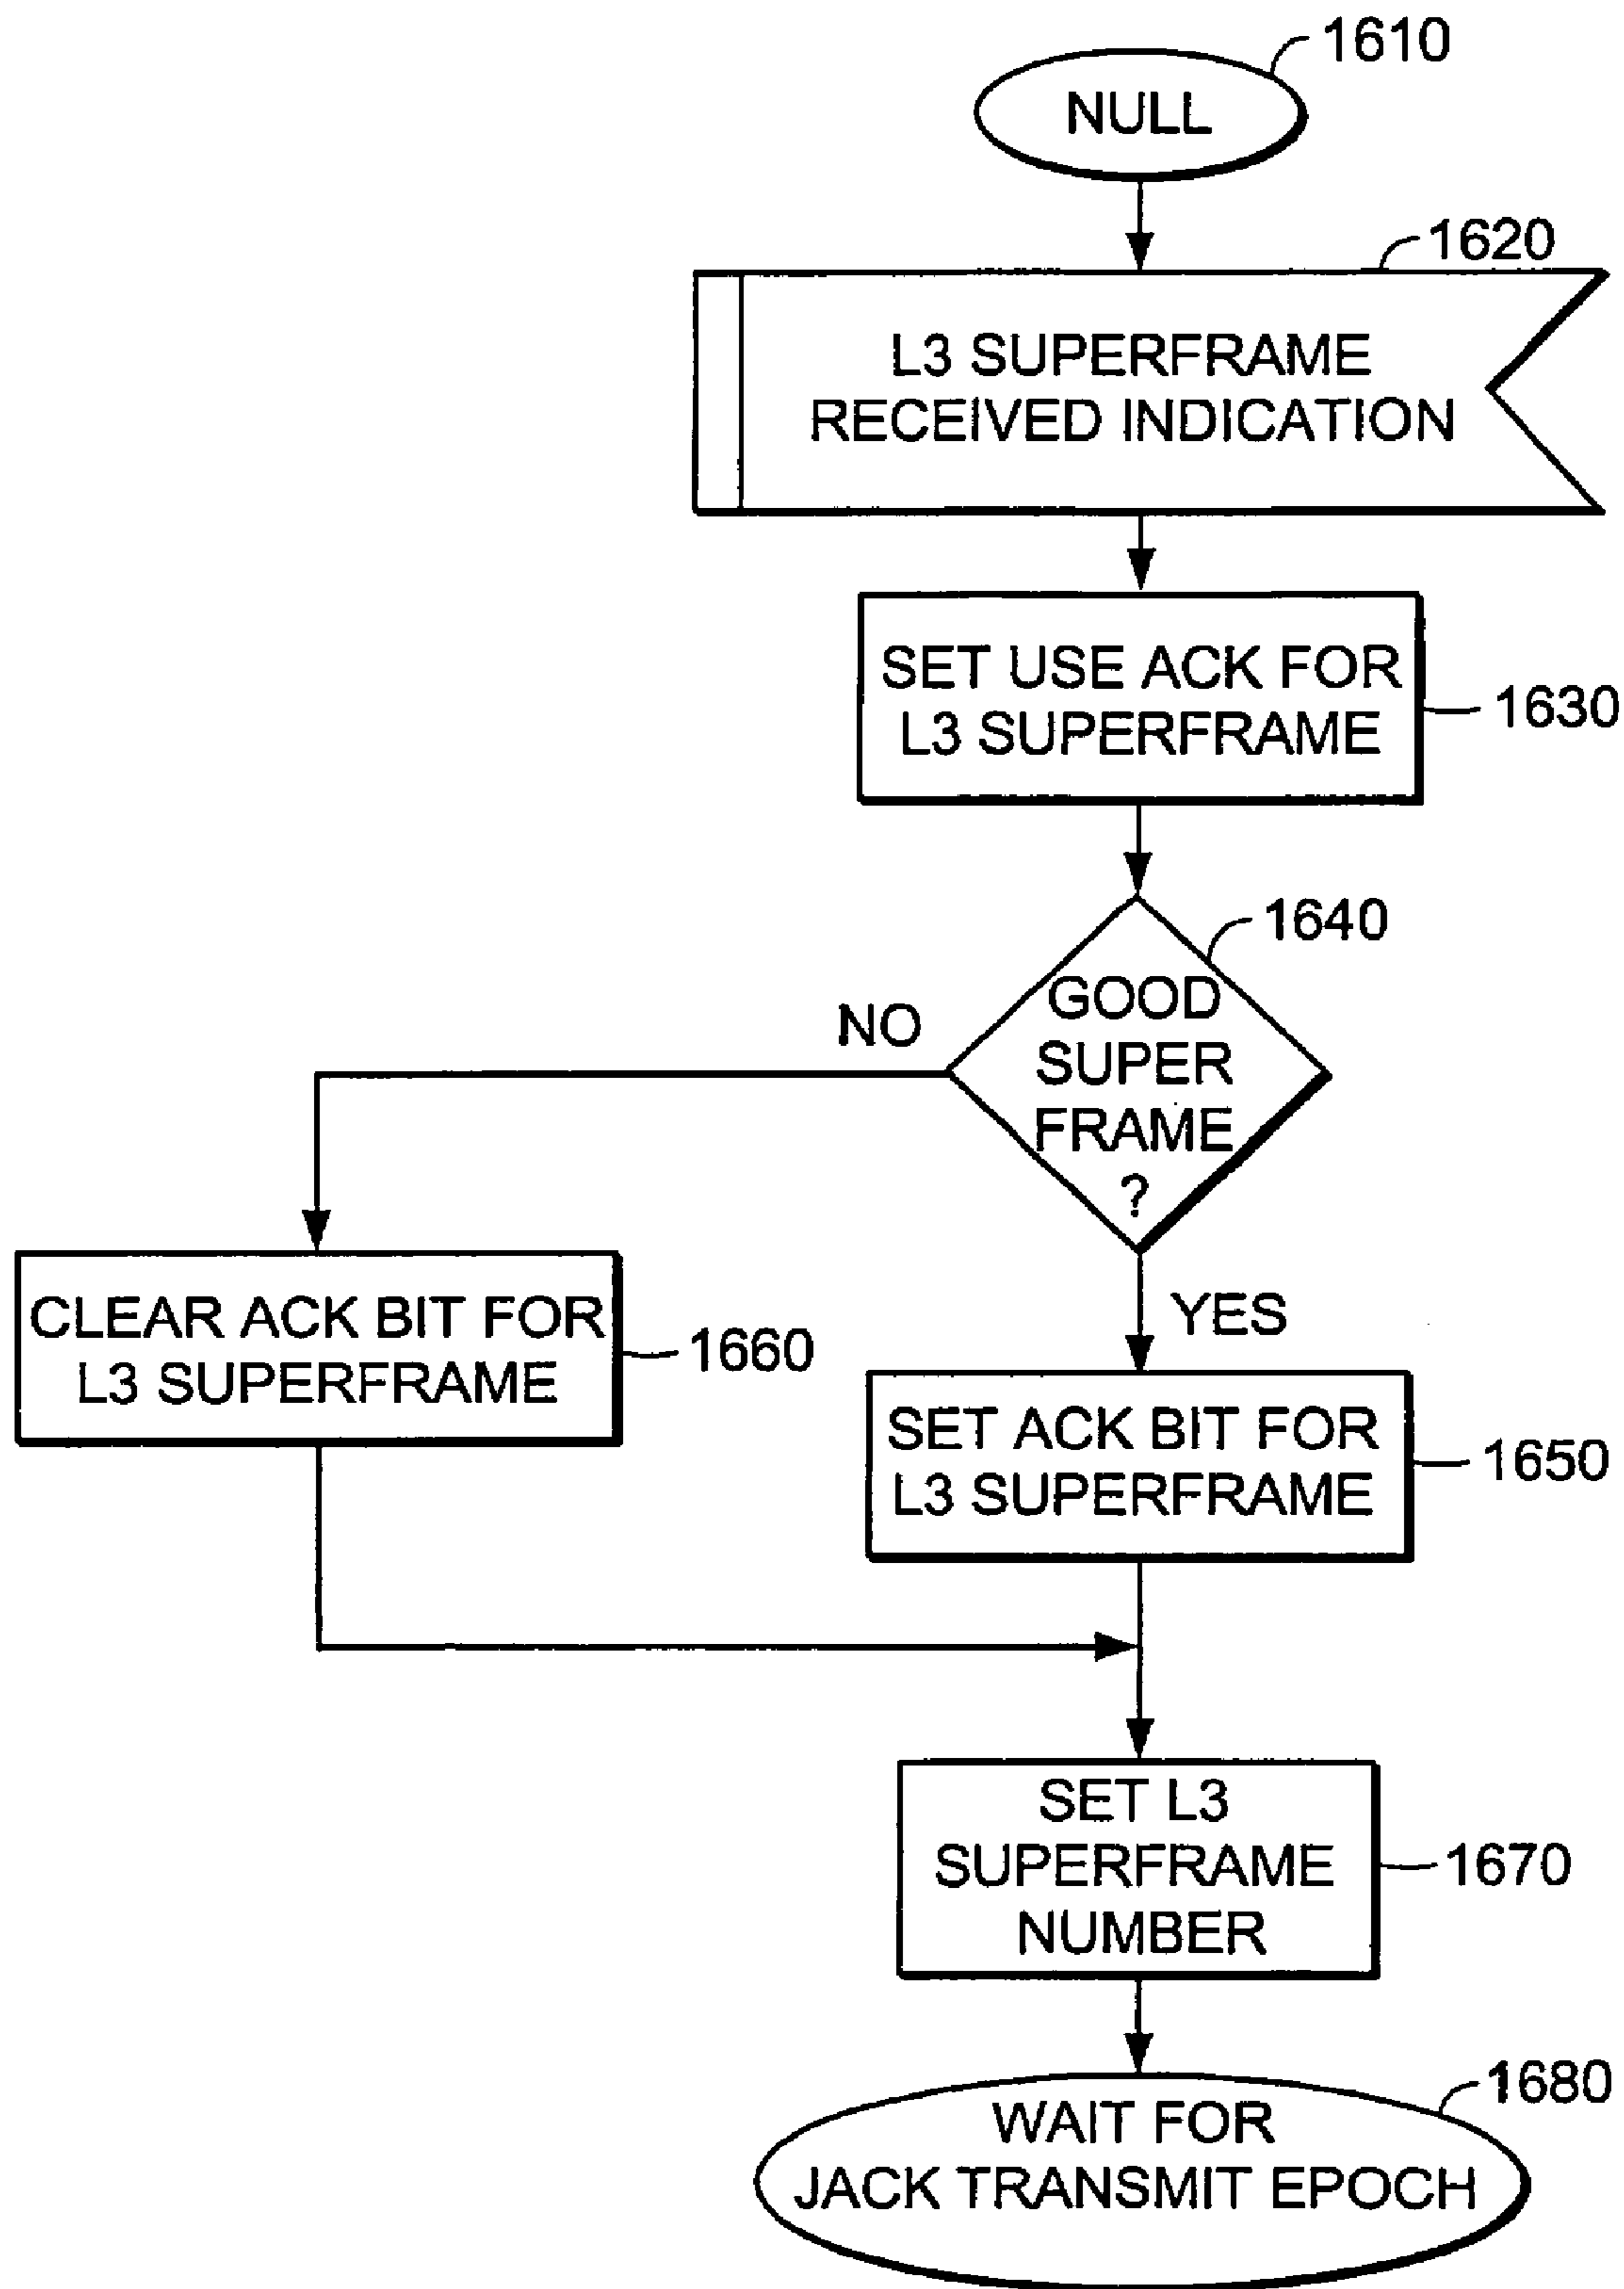 1610
NULL
1620
L3 SUPERFRAME
RECEIVED INDICATION
SET USE ACK FOR
L3 SUPERFRAME
1630
1640
GOOD
SUPER
FRAME
?
NO
YES
CLEAR ACK BIT FOR
L3 SUPERFRAME
1660
SET ACK BIT FOR
L3 SUPERFRAME
1650
SET L3
SUPERFRAME
NUMBER
1670
1680
WAIT FOR
JACK TRANSMIT EPOCH